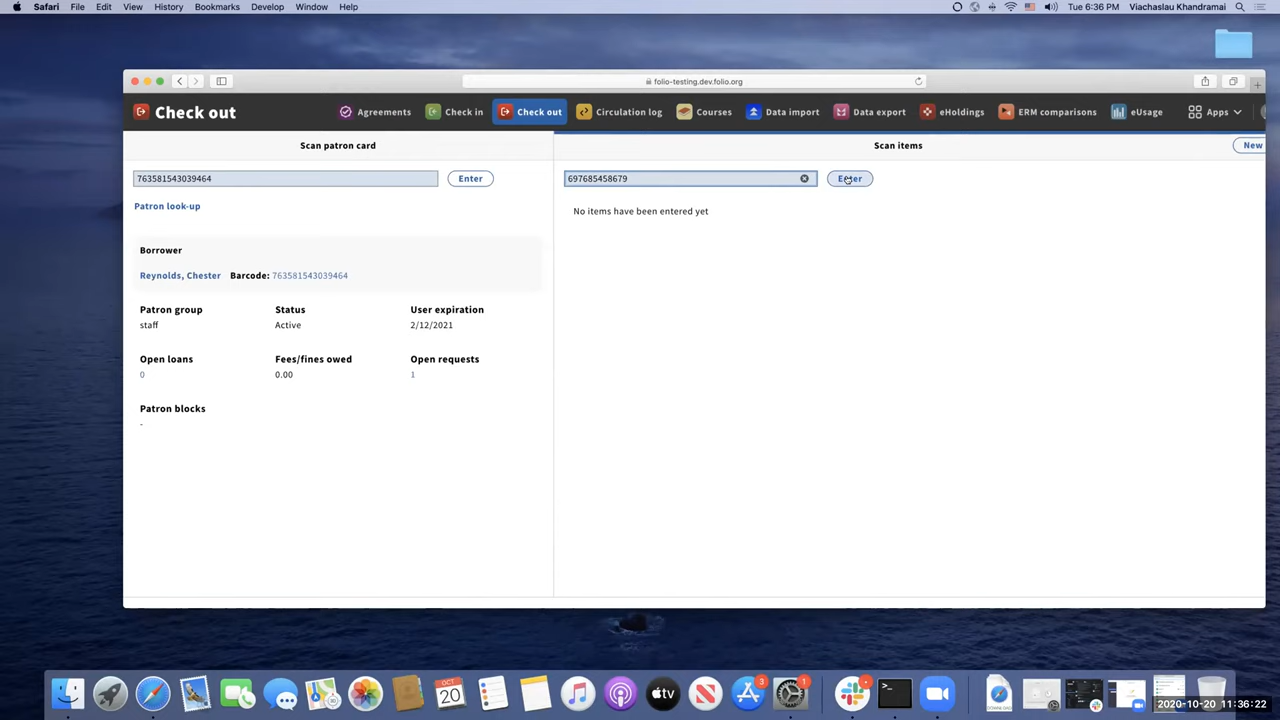 Safari File Edit View History Bookmarks Develop Window Help Tue 6:36 PM Viachaslau Khandramai
folio-testing.dev.folio.org
Check out Agreements Check in Check out Circulation log Courses Data import Data export eHoldings ERM comparisons eUsage Apps
Scan patron card
Scan items
New
763581543039464 Enter
697685458679 Enter
Patron look-up
No items have been entered yet
Borrower
Reynolds, Chester Barcode: 763581543039464
Patron group Status User expiration
staff Active 2/12/2021
Open loans Fees/fines owed Open requests
0 0.00 1
Patron blocks
-
OCT
20
tv
3
1
2020-10-20 11:36:22